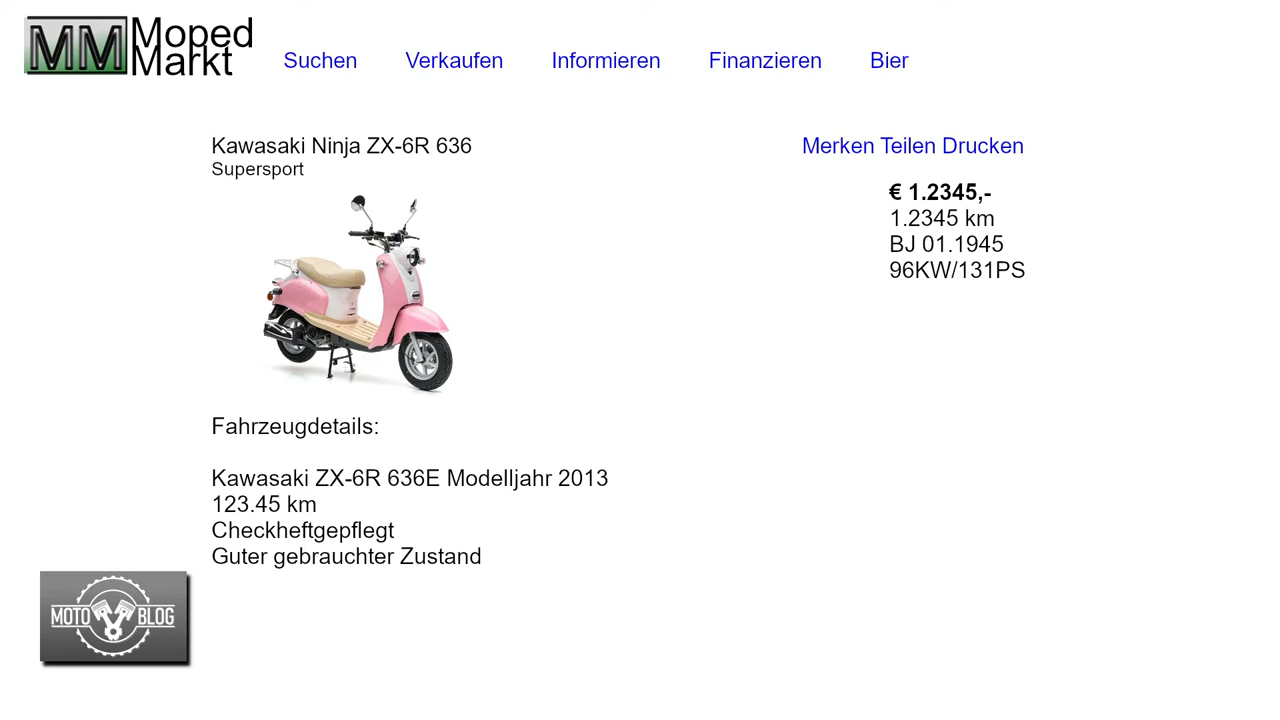 MM Moped
Markt
Suchen Verkaufen Informieren Finanzieren Bier
Kawasaki Ninja ZX-6R 636
Supersport
Merken Teilen Drucken
€ 1.2345,-
1.2345 km
BJ 01.1945
96KW/131PS
Fahrzeugdetails:
Kawasaki ZX-6R 636E Modelljahr 2013
123.45 km
Checkheftgepflegt
Guter gebrauchter Zustand
MOTO BLOG